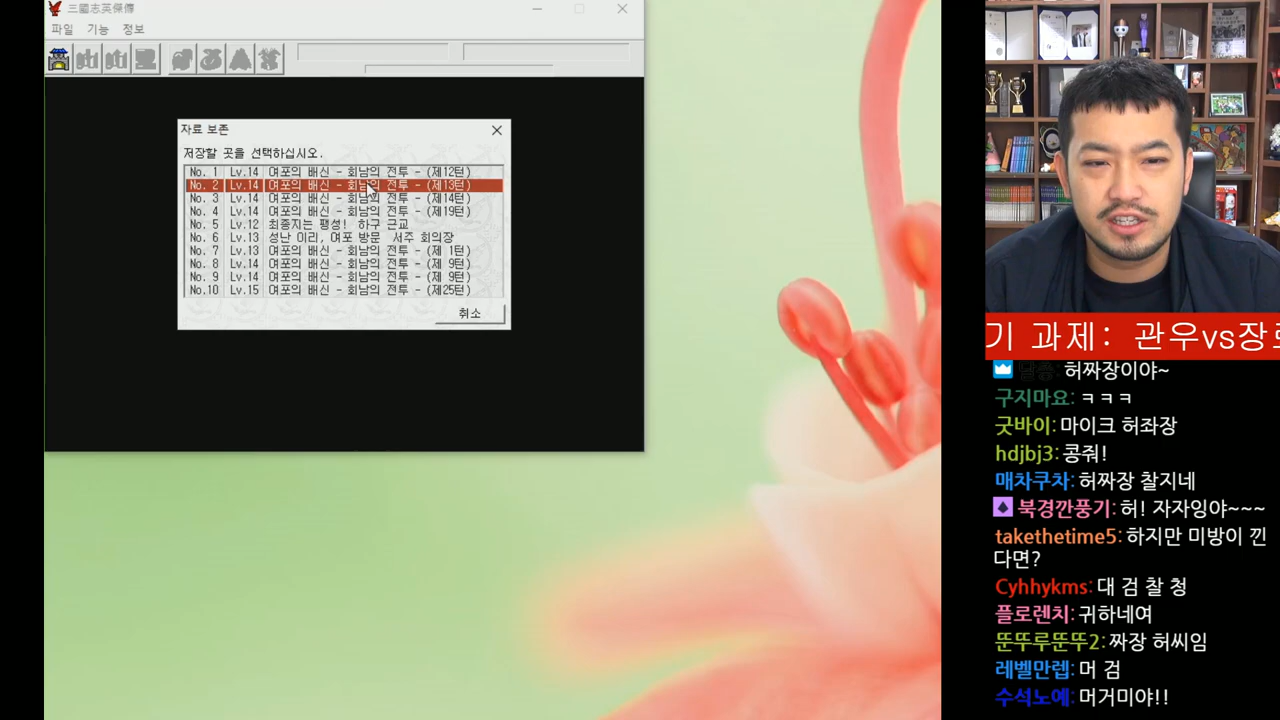 三國志英傑傳
파일 기능 정보
자료 보존
저장할 곳을 선택하십시오.
No. 1 Lv.14 여포의 배신 - 회남의 전투 - (제12턴)
No. 2 Lv.14 여포의 배신 - 회남의 전투 - (제13턴)
No. 3 Lv.14 여포의 배신 - 회남의 전투 - (제14턴)
No. 4 Lv.14 여포의 배신 - 회남의 전투 - (제19턴)
No. 5 Lv.12 최종지는 평성! 하구 근교
No. 6 Lv.13 성난 이리, 여포 방문 서주 회의장
No. 7 Lv.13 여포의 배신 - 회남의 전투 - (제 1턴)
No. 8 Lv.14 여포의 배신 - 회남의 전투 - (제 9턴)
No. 9 Lv.14 여포의 배신 - 회남의 전투 - (제 9턴)
No.10 Lv.15 여포의 배신 - 회남의 전투 - (제25턴)
취소
기 과제: 관우vs장료
허짜장이야~
구지마요: ㅋㅋㅋ
굿바이: 마이크 허좌장
hdjbj3: 콩줘!
매차쿠차: 허짜장 찰지네
북경깐풍기: 허! 자자잉야~~~
takethetime5: 하지만 미방이 낀
다면?
Cyhhykms: 대 검 찰 청
플로렌치: 귀하네여
뚠뚜루뚠뚜2: 짜장 허씨임
레벨만렙: 머 검
수석노예: 머거미야!!